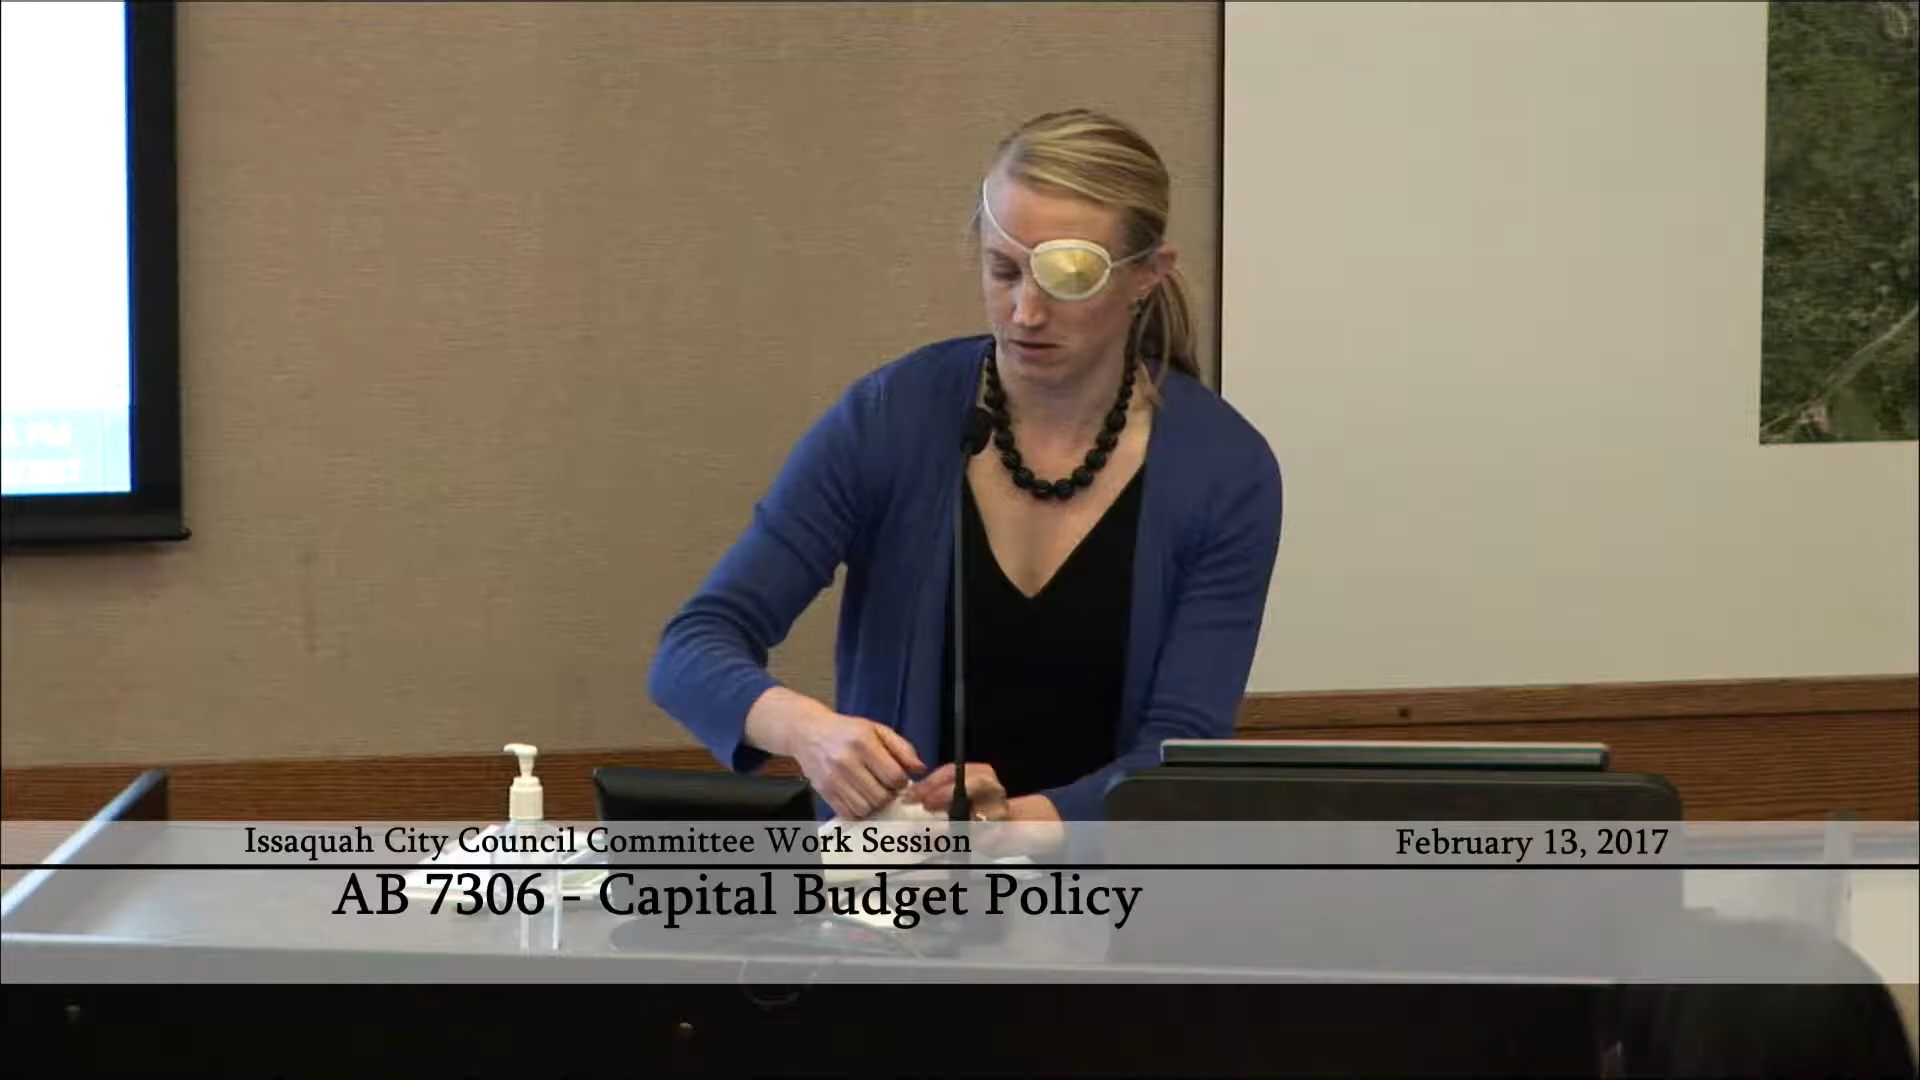 Issaquah City Council Committee Work Session
February 13, 2017
AB 7306 - Capital Budget Policy